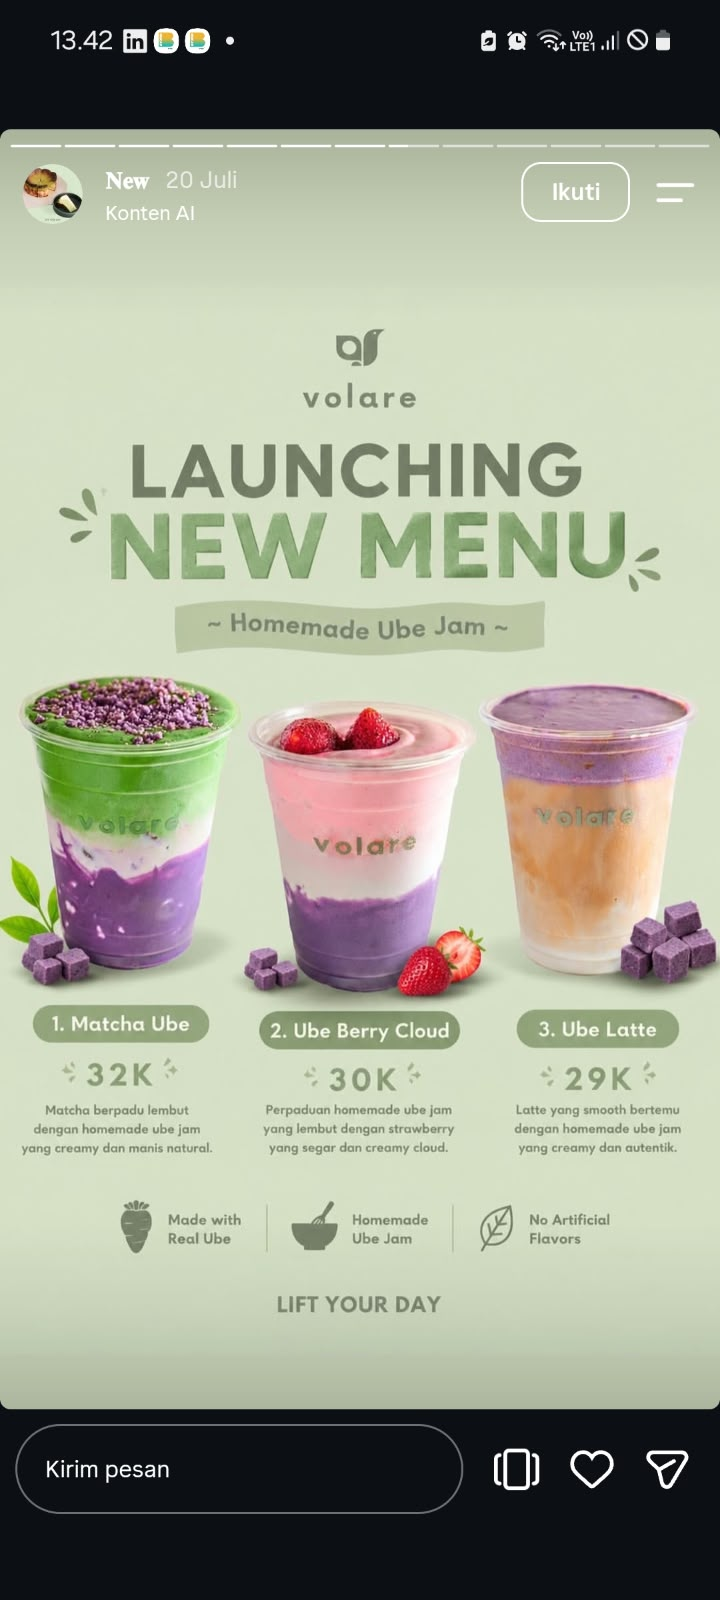 13.42
Vo))
LTE1
New 20 Juli
Konten AI
Ikuti
volare
LAUNCHING
NEW MENU
~ Homemade Ube Jam ~
volare
volare
volare
1. Matcha Ube
32K
Matcha berpadu lembut
dengan homemade ube jam
yang creamy dan manis natural.
2. Ube Berry Cloud
30K
Perpaduan homemade ube jam
yang lembut dengan strawberry
yang segar dan creamy cloud.
3. Ube Latte
29K
Latte yang smooth bertemu
dengan homemade ube jam
yang creamy dan autentik.
Made with
Real Ube
Homemade
Ube Jam
No Artificial
Flavors
LIFT YOUR DAY
Kirim pesan